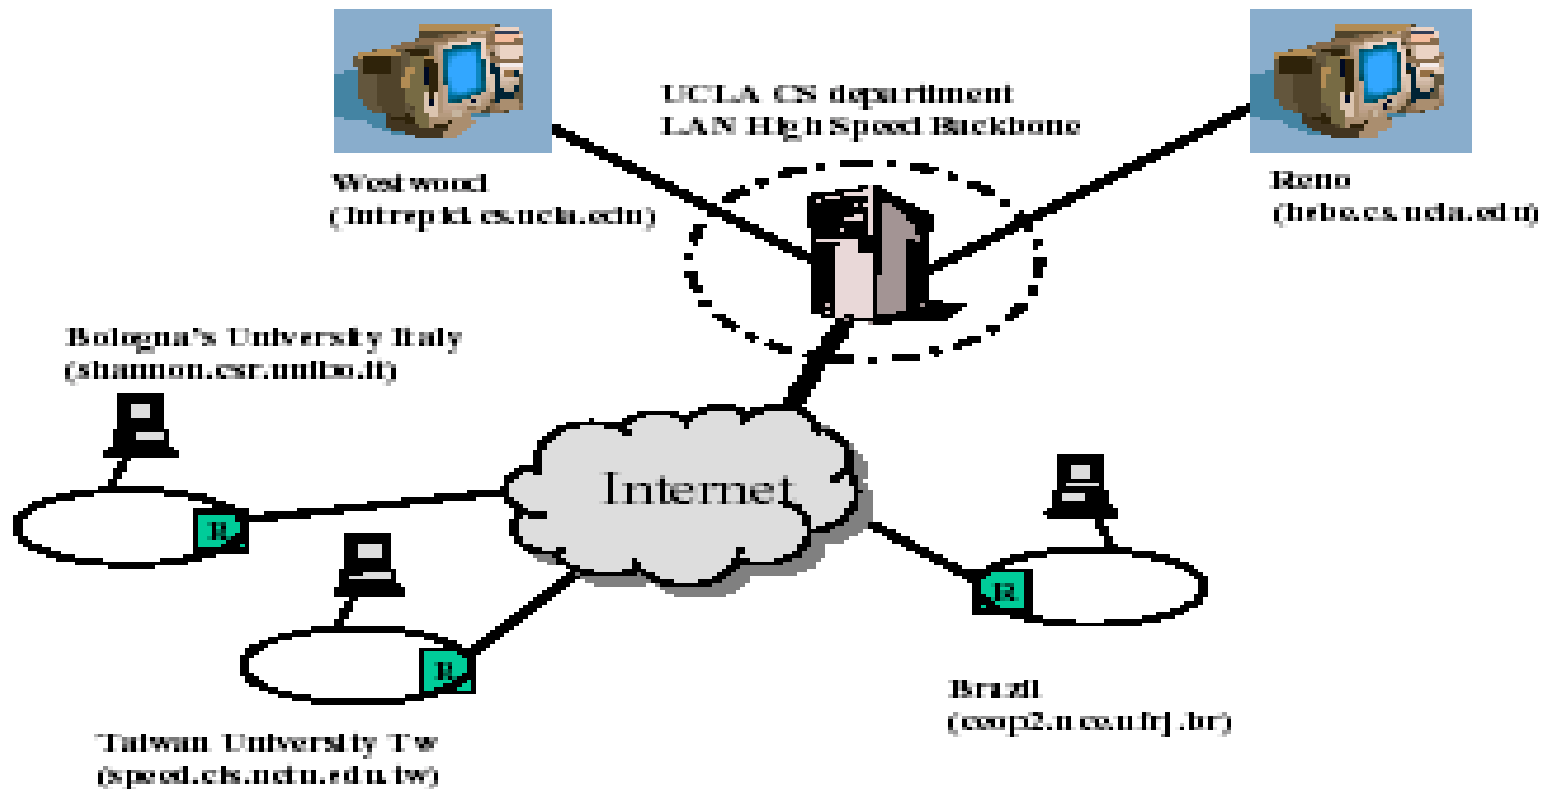 UCLA CS department
LAN High Speed Backbone
Westwood
(Intrepid.cs.ucla.edu)
Reno
(hebe.cs.ucla.edu)
Bologna's University Italy
(shannon.csr.unibo.it)
Internet
R
R
R
Brazil
(ceop2.nce.ufrj.br)
Taiwan University Tw
(speed.cis.nctu.edu.tw)